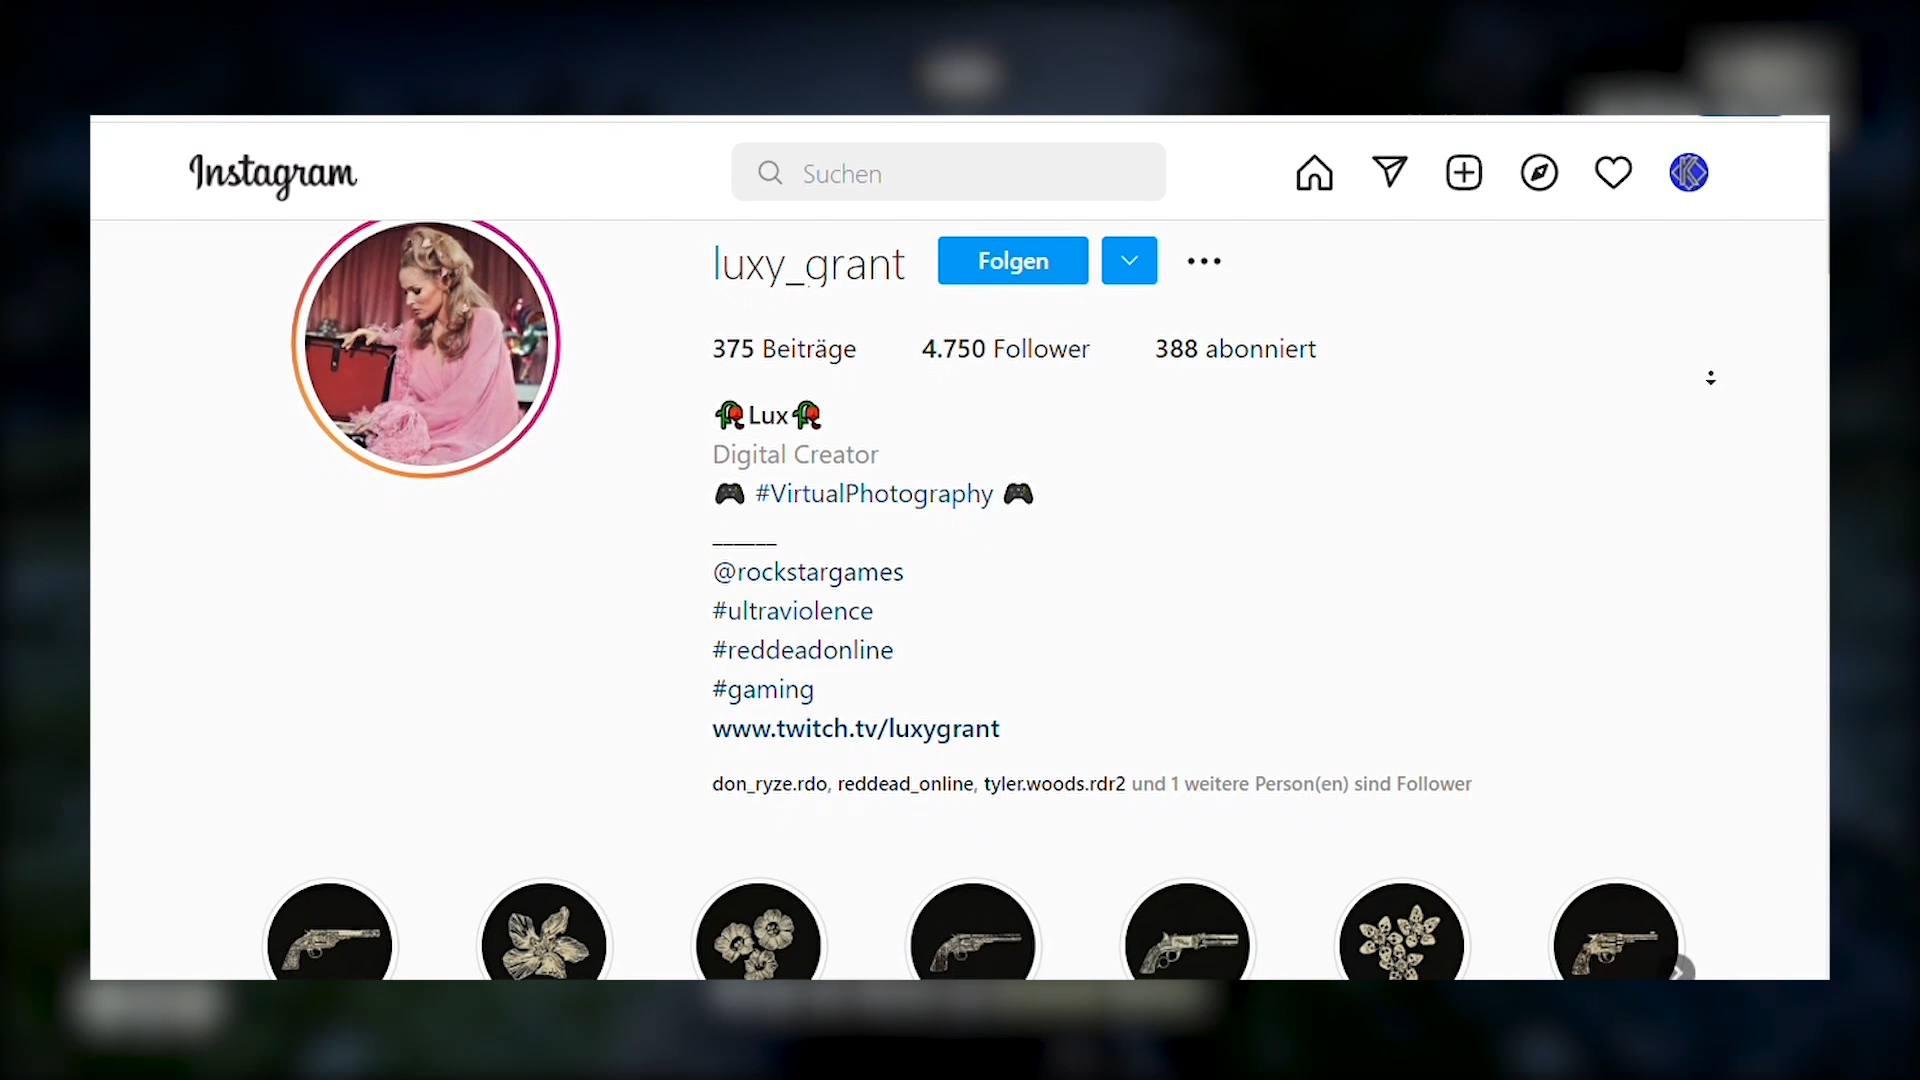 Instagram
Suchen
luxy_grant
Folgen
375 Beiträge 4.750 Follower 388 abonniert
🥀Lux🥀
Digital Creator
🎮 #VirtualPhotography 🎮
______
@rockstargames
#ultraviolence
#reddeadonline
#gaming
www.twitch.tv/luxygrant
don_ryze.rdo, reddead_online, tyler.woods.rdr2 und 1 weitere Person(en) sind Follower